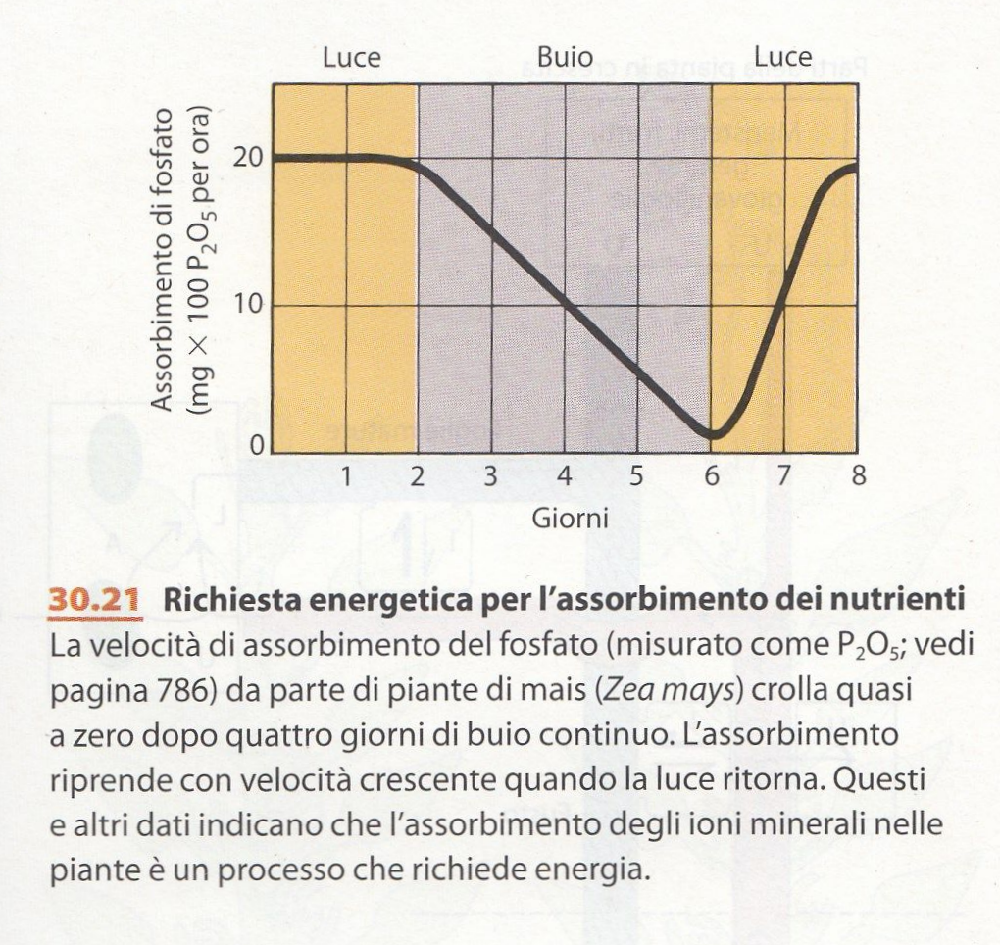 Luce Buio Luce
Assorbimento di fosfato
(mg × 100 P₂O₅ per ora)
20
10
0
1 2 3 4 5 6 7 8
Giorni
30.21 Richiesta energetica per l'assorbimento dei nutrienti
La velocità di assorbimento del fosfato (misurato come P₂O₅; vedi
pagina 786) da parte di piante di mais (Zea mays) crolla quasi
a zero dopo quattro giorni di buio continuo. L'assorbimento
riprende con velocità crescente quando la luce ritorna. Questi
e altri dati indicano che l'assorbimento degli ioni minerali nelle
piante è un processo che richiede energia.